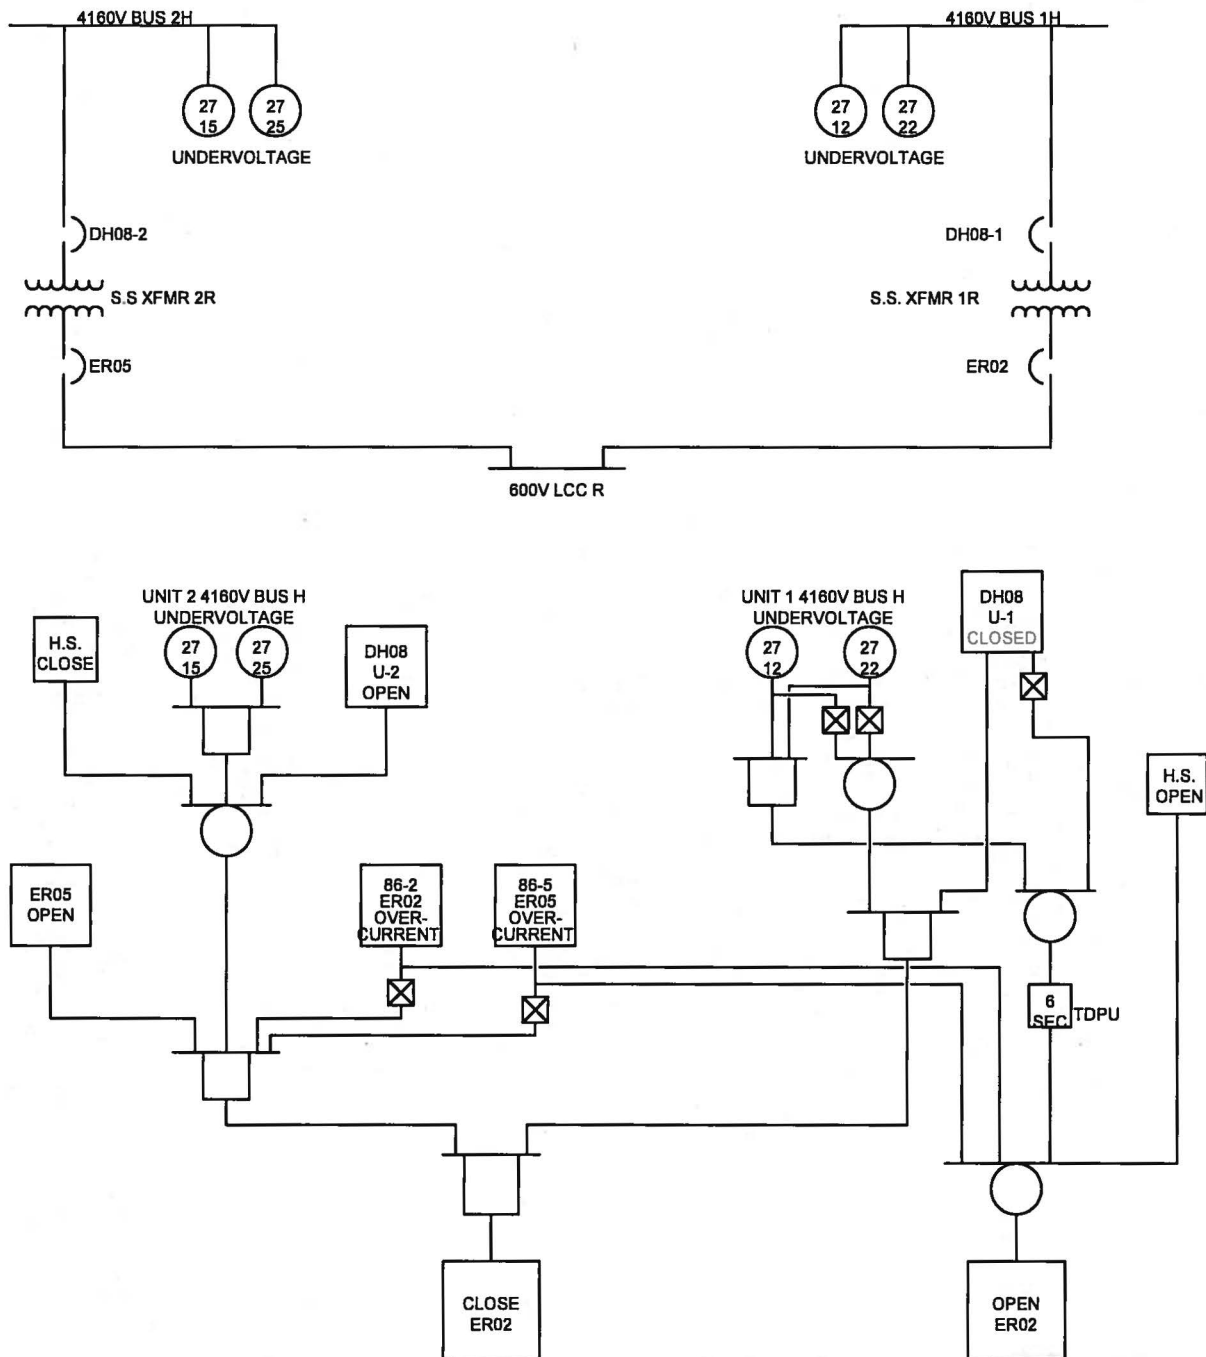 4160V BUS 2H
4160V BUS 1H
27
15
27
25
27
12
27
22
UNDERVOLTAGE
UNDERVOLTAGE
DH08-2
DH08-1
S.S XFMR 2R
S.S. XFMR 1R
ER05
ER02
600V LCC R
UNIT 2 4160V BUS H
UNDERVOLTAGE
UNIT 1 4160V BUS H
UNDERVOLTAGE
DH08
U-1
CLOSED
H.S.
CLOSE
27
15
27
25
DH08
U-2
OPEN
27
12
27
22
H.S.
OPEN
ER05
OPEN
86-2
ER02
OVER-
CURRENT
86-5
ER05
OVER-
CURRENT
6
SEC
TDPU
CLOSE
ER02
OPEN
ER02